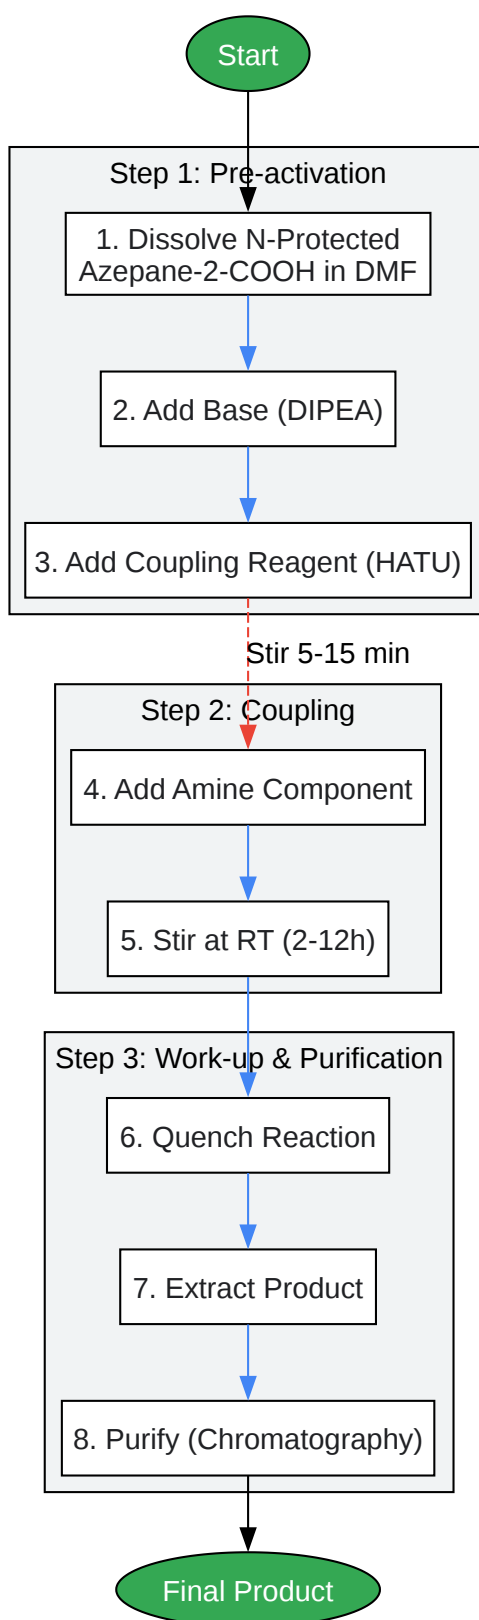 Start
Step 1: Pre-activation
1. Dissolve N-Protected
Azepane-2-COOH in DMF
2. Add Base (DIPEA)
3. Add Coupling Reagent (HATU)
Stir 5-15 min
Step 2: Coupling
4. Add Amine Component
5. Stir at RT (2-12h)
Step 3: Work-up & Purification
6. Quench Reaction
7. Extract Product
8. Purify (Chromatography)
Final Product